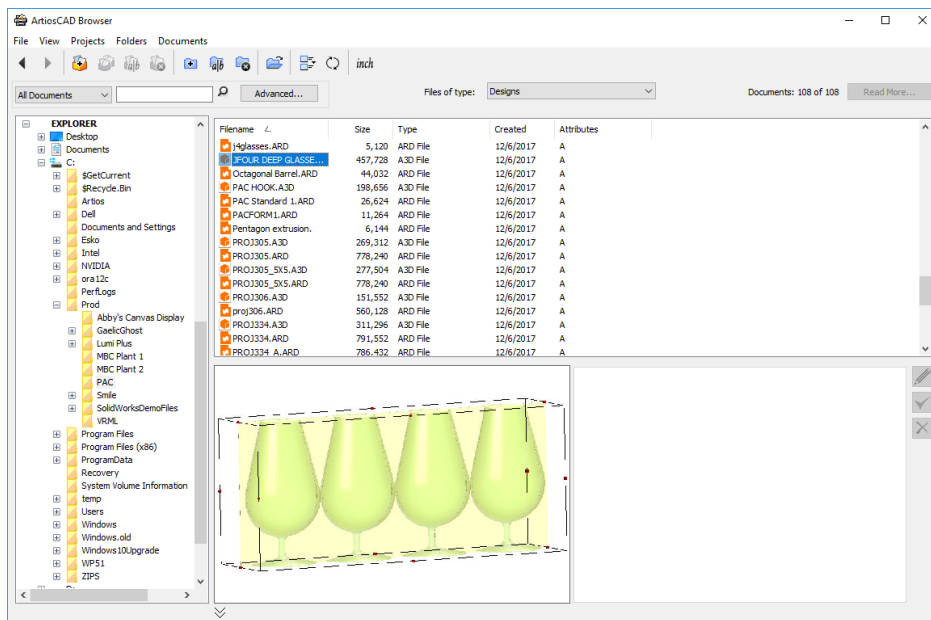 ArtiosCAD Browser
File View Projects Folders Documents
inch
All Documents Advanced... Files of type: Designs Documents: 108 of 108 Read More...
EXPLORER
Desktop
Documents
C:
$GetCurrent
$Recycle.Bin
Artios
Dell
Documents and Settings
Esko
Intel
NVIDIA
ora12c
PerfLogs
Prod
Abby's Canvas Display
GaelicGhost
Lumi Plus
MBC Plant 1
MBC Plant 2
PAC
Smile
SolidWorksDemoFiles
VRML
Program Files
Program Files (x86)
ProgramData
Recovery
System Volume Information
temp
Users
Windows
Windows.old
Windows10Upgrade
WP51
ZIPS
Filename Size Type Created Attributes
j4glasses.ARD 5,120 ARD File 12/6/2017 A
JFOUR DEEP GLASSE... 457,728 A3D File 12/6/2017 A
Octagonal Barrel.ARD 44,032 ARD File 12/6/2017 A
PAC HOOK.A3D 198,656 A3D File 12/6/2017 A
PAC Standard 1.ARD 26,624 ARD File 12/6/2017 A
PACFORM1.ARD 11,264 ARD File 12/6/2017 A
Pentagon extrusion. 6,144 ARD File 12/6/2017 A
PROJ305.A3D 269,312 A3D File 12/6/2017 A
PROJ305.ARD 778,240 ARD File 12/6/2017 A
PROJ305_5X5.A3D 277,504 A3D File 12/6/2017 A
PROJ305_5X5.ARD 778,240 ARD File 12/6/2017 A
PROJ306.A3D 151,552 A3D File 12/6/2017 A
proj306.ARD 560,128 ARD File 12/6/2017 A
PROJ334.A3D 311,296 A3D File 12/6/2017 A
PROJ334.ARD 791,552 ARD File 12/6/2017 A
PROJ334_A.ARD 786,432 ARD File 12/6/2017 A